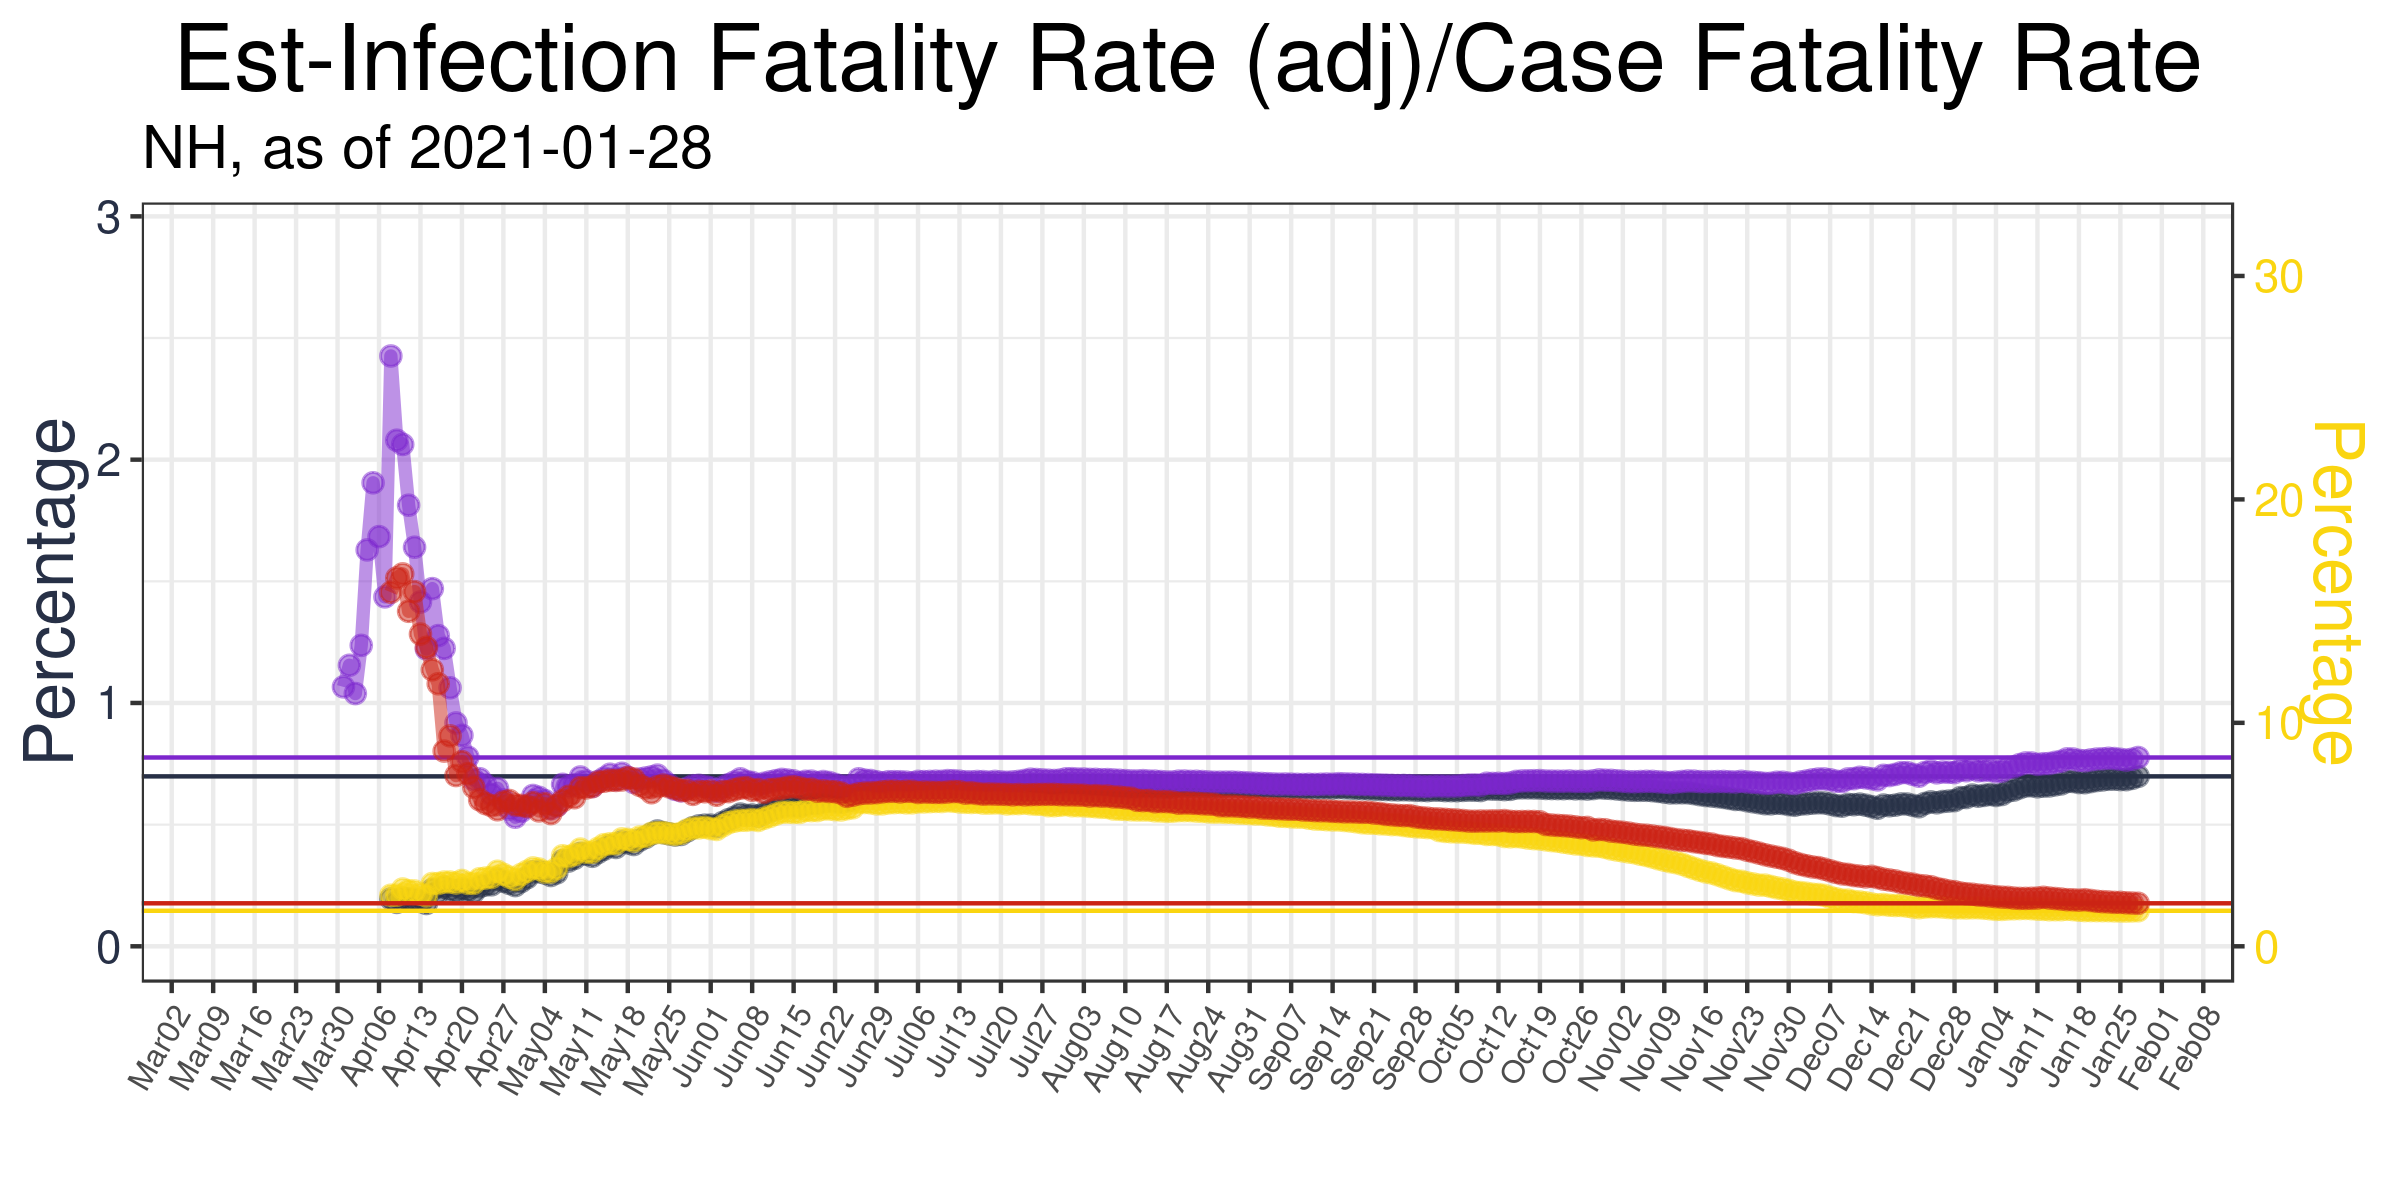 Est-Infection Fatality Rate (adj)/Case Fatality Rate
NH, as of 2021-01-28
Percentage
3
2
1
0
30
20
10
0
Percentage
Mar02
Mar09
Mar16
Mar23
Mar30
Apr06
Apr13
Apr20
Apr27
May04
May11
May18
May25
Jun01
Jun08
Jun15
Jun22
Jun29
Jul06
Jul13
Jul20
Jul27
Aug03
Aug10
Aug17
Aug24
Aug31
Sep07
Sep14
Sep21
Sep28
Oct05
Oct12
Oct19
Oct26
Nov02
Nov09
Nov16
Nov23
Nov30
Dec07
Dec14
Dec21
Dec28
Jan04
Jan11
Jan18
Jan25
Feb01
Feb08